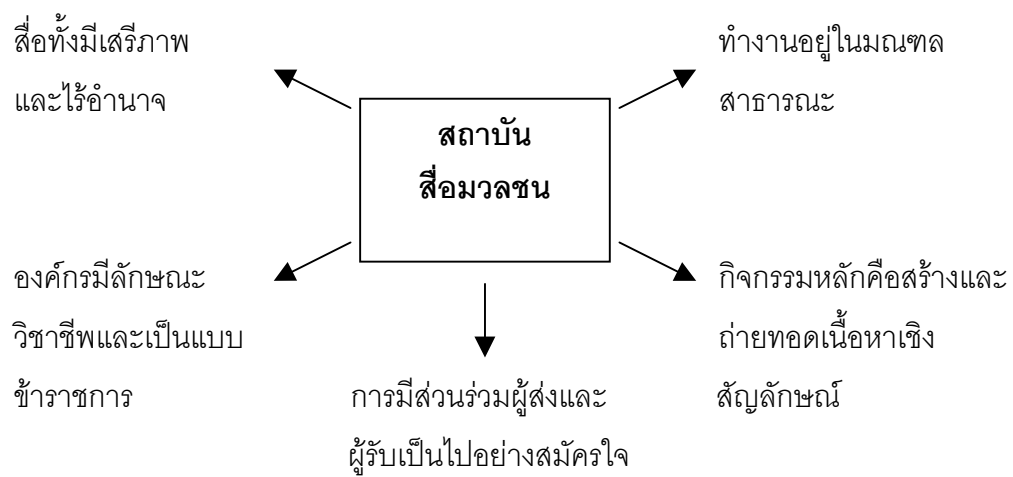 สื่อทั้งมีเสรีภาพ
และไร้อำนาจ
ทำงานอยู่ในมณฑล
สาธารณะ
สถาบัน
สื่อมวลชน
องค์กรมีลักษณะ
วิชาชีพและเป็นแบบ
ข้าราชการ
การมีส่วนร่วมผู้ส่งและ
ผู้รับเป็นไปอย่างสมัครใจ
กิจกรรมหลักคือสร้างและ
ถ่ายทอดเนื้อหาเชิง
สัญลักษณ์